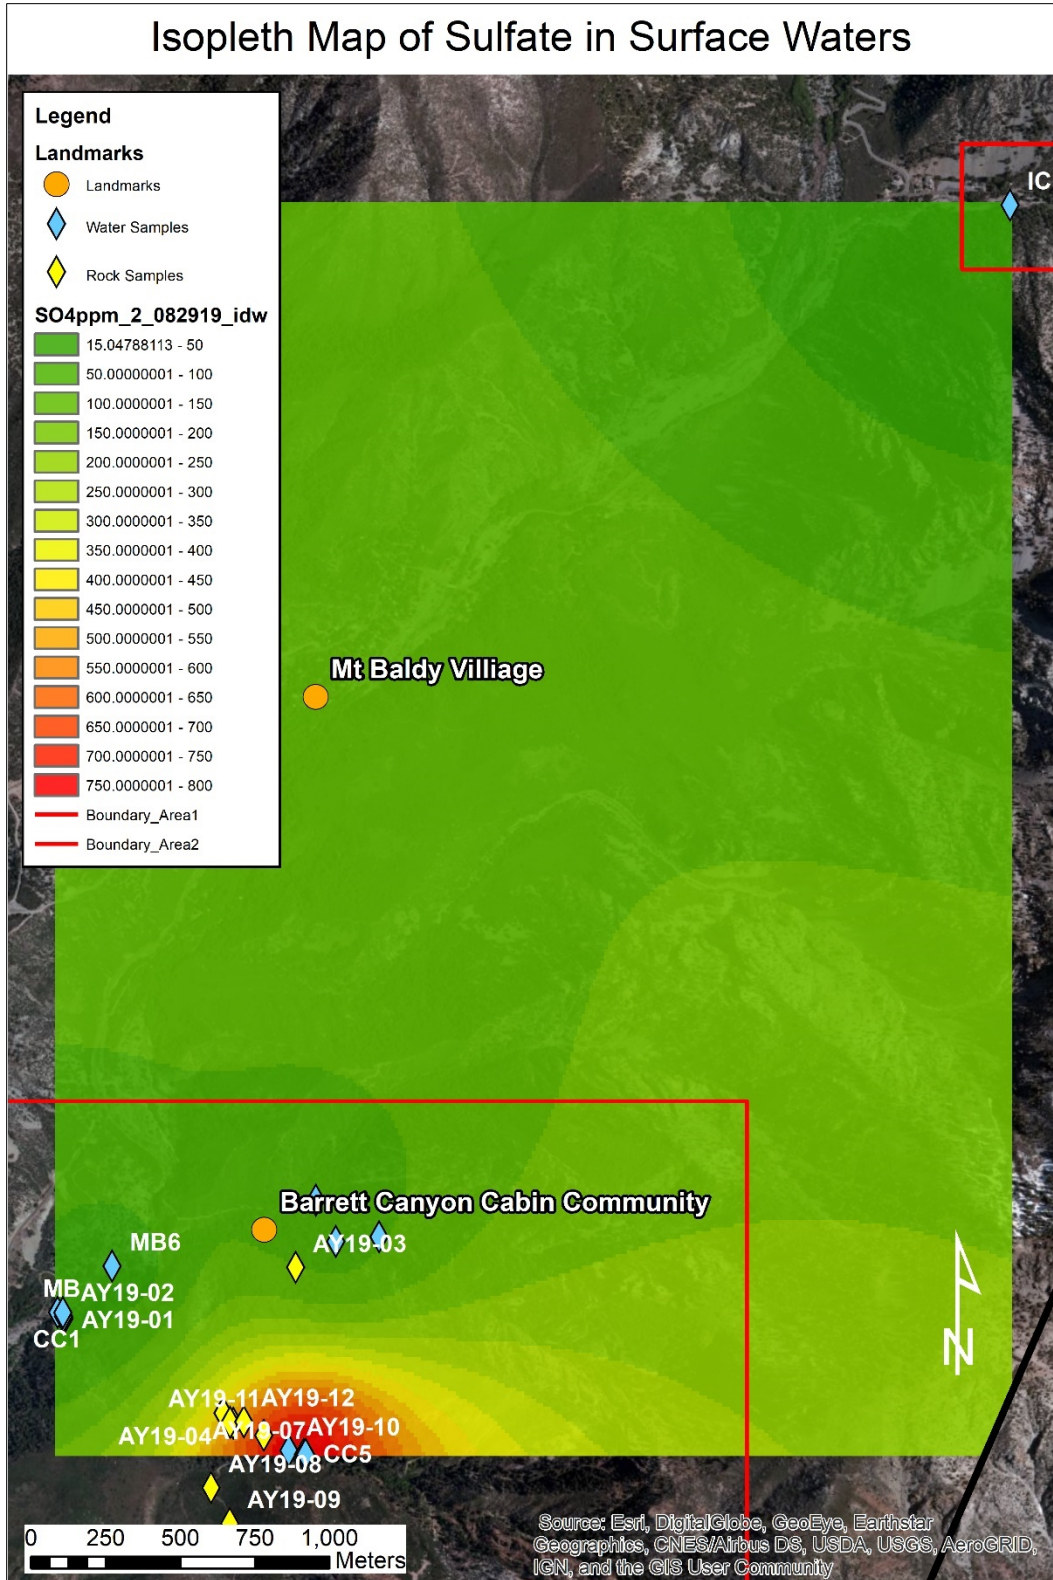 Isopleth Map of Sulfate in Surface Waters
Legend
Landmarks
Landmarks
Water Samples
Rock Samples
SO4ppm_2_082919_idw
15.04788113 - 50
50.00000001 - 100
100.0000001 - 150
150.0000001 - 200
200.0000001 - 250
250.0000001 - 300
300.0000001 - 350
350.0000001 - 400
400.0000001 - 450
450.0000001 - 500
500.0000001 - 550
550.0000001 - 600
600.0000001 - 650
650.0000001 - 700
700.0000001 - 750
750.0000001 - 800
Boundary_Area1
Boundary_Area2
IC
Mt Baldy Villiage
Barrett Canyon Cabin Community
AY19-03
MB6
MB
AY19-02
AY19-01
CC1
AY19-11
AY19-12
AY19-04
AY19-07
AY19-10
CC5
AY19-08
AY19-09
N
0 250 500 750 1,000
Meters
Source: Esri, DigitalGlobe, GeoEye, Earthstar
Geographics, CNES/Airbus DS, USDA, USGS, AeroGRID,
IGN, and the GIS User Community